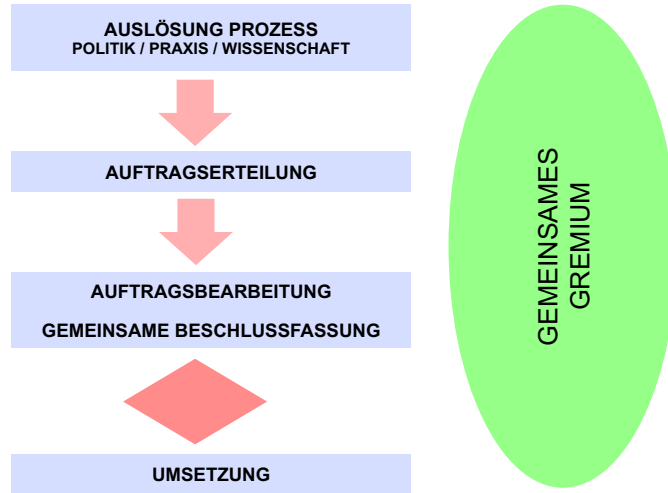 AUSLÖSUNG PROZESS
POLITIK / PRAXIS / WISSENSCHAFT
AUFTRAGSERTEILUNG
AUFTRAGSBEARBEITUNG
GEMEINSAME BESCHLUSSFASSUNG
UMSETZUNG
GEMEINSAMES
GREMIUM